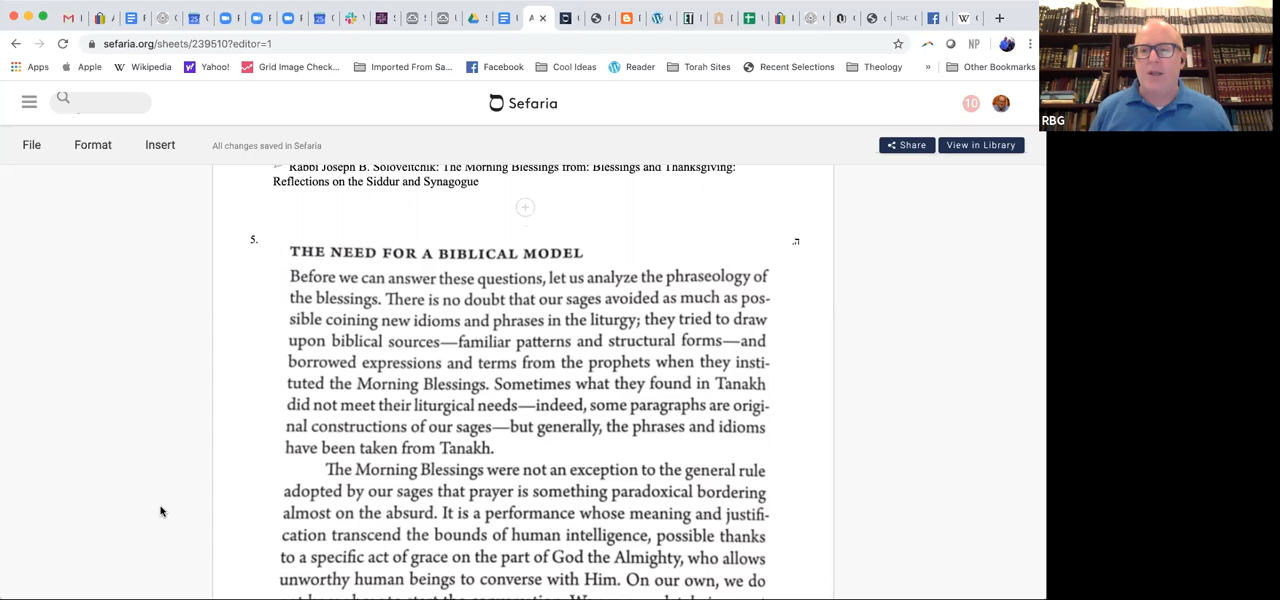 sefaria.org/sheets/239510?editor=1
NP
Apps
Apple
Wikipedia
Yahoo!
Grid Image Check...
Imported From Sa...
Facebook
Cool Ideas
Reader
Torah Sites
Recent Selections
Theology
»
Other Bookmarks
RBG
Sefaria
10
File
Format
Insert
All changes saved in Sefaria
Share
View in Library
Rabbi Joseph B. Soloveitchik: The Morning Blessings from: Blessings and Thanksgiving:
Reflections on the Siddur and Synagogue
5.
ה.
THE NEED FOR A BIBLICAL MODEL
Before we can answer these questions, let us analyze the phraseology of
the blessings. There is no doubt that our sages avoided as much as pos-
sible coining new idioms and phrases in the liturgy; they tried to draw
upon biblical sources—familiar patterns and structural forms—and
borrowed expressions and terms from the prophets when they insti-
tuted the Morning Blessings. Sometimes what they found in Tanakh
did not meet their liturgical needs—indeed, some paragraphs are origi-
nal constructions of our sages—but generally, the phrases and idioms
have been taken from Tanakh.
The Morning Blessings were not an exception to the general rule
adopted by our sages that prayer is something paradoxical bordering
almost on the absurd. It is a performance whose meaning and justifi-
cation transcend the bounds of human intelligence, possible thanks
to a specific act of grace on the part of God the Almighty, who allows
unworthy human beings to converse with Him. On our own, we do